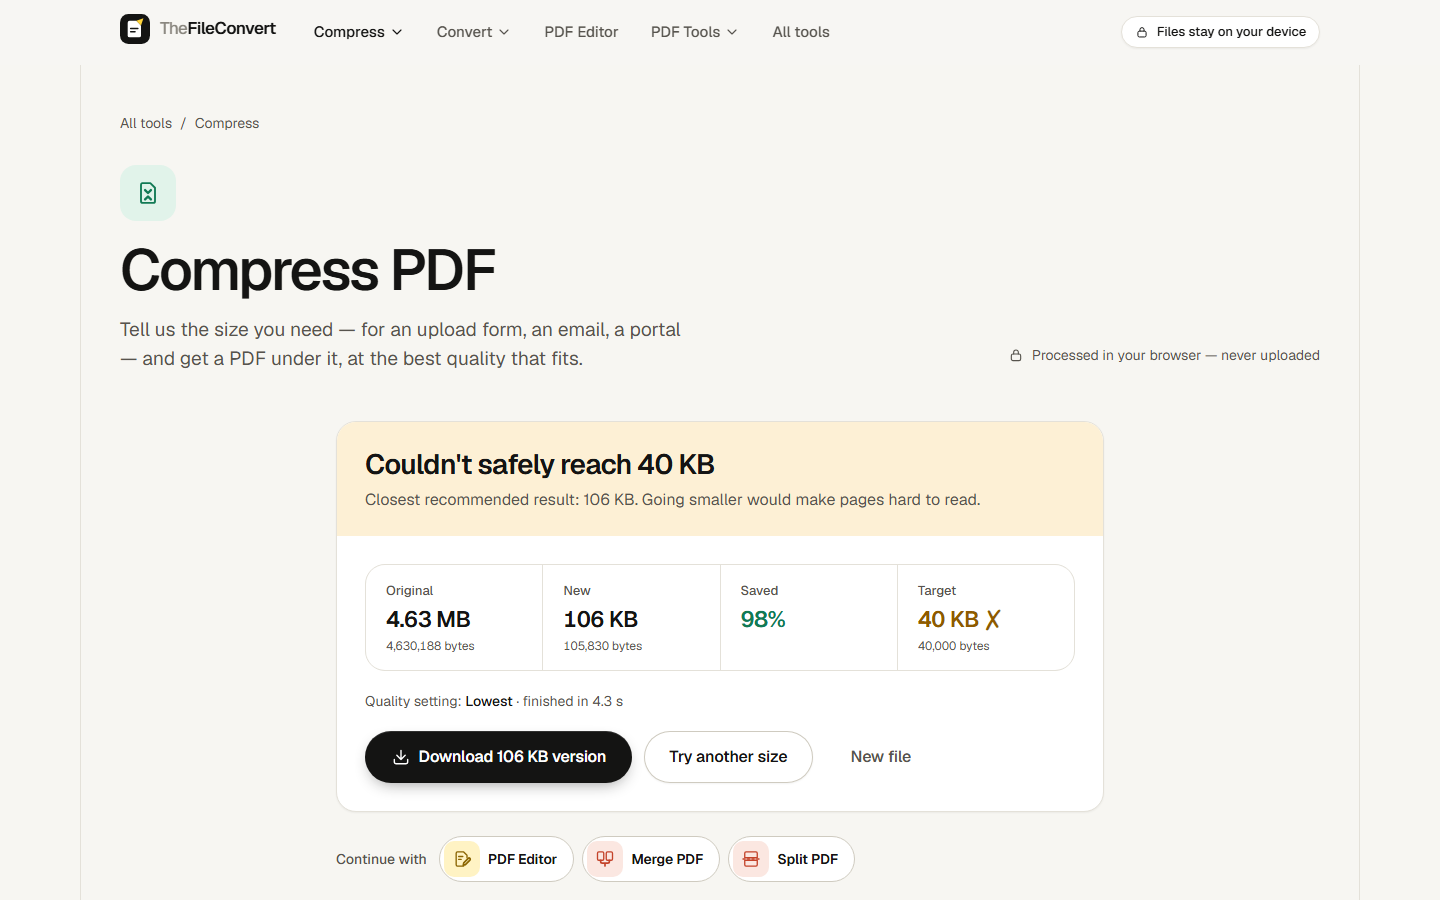 TheFileConvert
Compress
Convert
PDF Editor
PDF Tools
All tools
Files stay on your device
All tools / Compress
Compress PDF
Tell us the size you need — for an upload form, an email, a portal
— and get a PDF under it, at the best quality that fits.
Processed in your browser — never uploaded
Couldn't safely reach 40 KB
Closest recommended result: 106 KB. Going smaller would make pages hard to read.
Original
4.63 MB
4,630,188 bytes
New
106 KB
105,830 bytes
Saved
98%
Target
40 KB ✗
40,000 bytes
Quality setting: Lowest · finished in 4.3 s
Download 106 KB version
Try another size
New file
Continue with
PDF Editor
Merge PDF
Split PDF